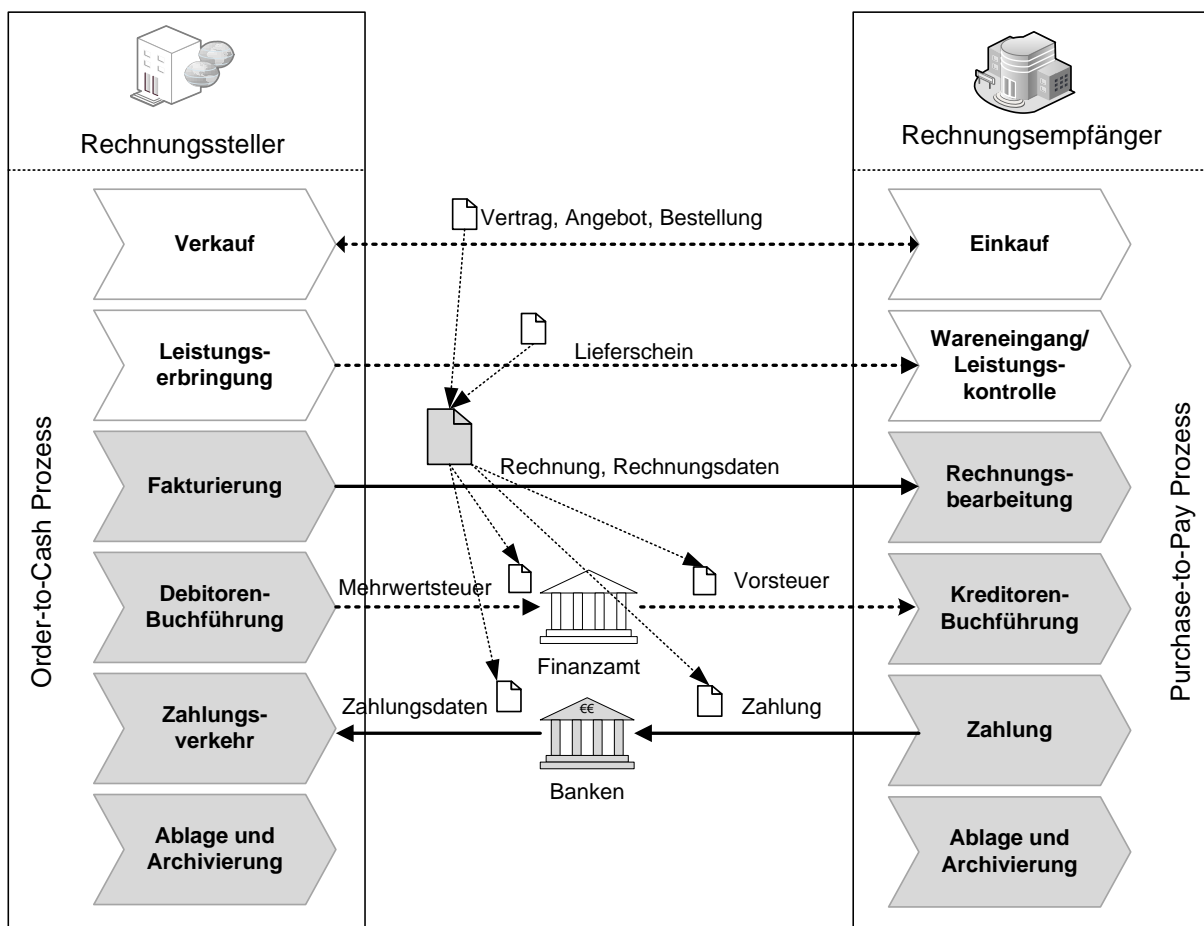 Rechnungssteller
Rechnungsempfänger
Order-to-Cash Prozess
Purchase-to-Pay Prozess
Verkauf
Vertrag, Angebot, Bestellung
Einkauf
Leistungs-
erbringung
Lieferschein
Wareneingang/
Leistungs-
kontrolle
Fakturierung
Rechnung, Rechnungsdaten
Rechnungs-
bearbeitung
Debitoren-
Buchführung
Mehrwertsteuer
Finanzamt
Vorsteuer
Kreditoren-
Buchführung
Zahlungs-
verkehr
Zahlungsdaten
€€
Banken
Zahlung
Zahlung
Ablage und
Archivierung
Ablage und
Archivierung